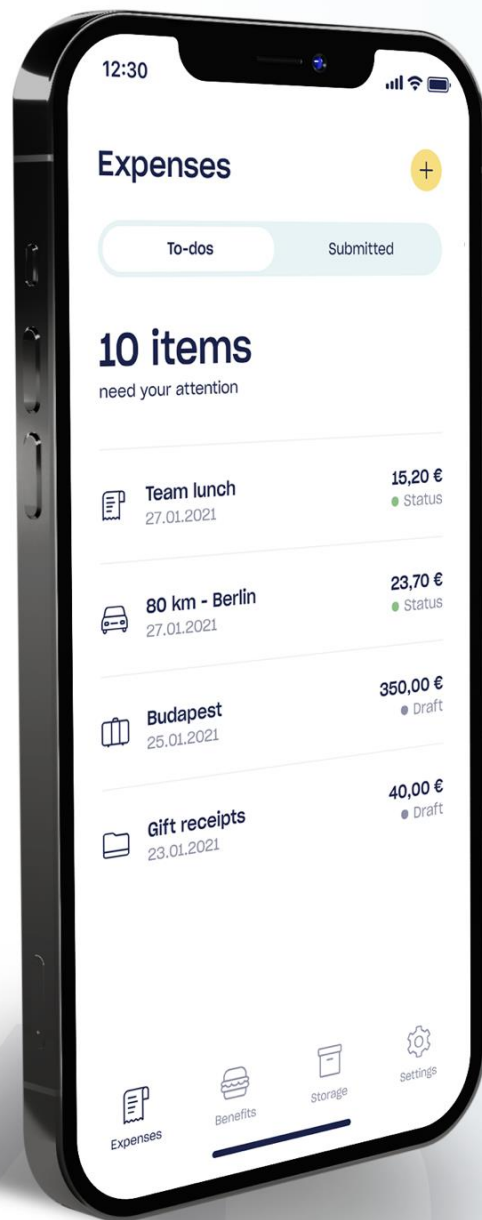 12:30
Expenses
+
To-dos Submitted
10 items
need your attention
Team lunch 15,20 €
27.01.2021 Status
80 km - Berlin 23,70 €
27.01.2021 Status
Budapest 350,00 €
25.01.2021 Draft
Gift receipts 40,00 €
23.01.2021 Draft
Expenses Benefits Storage Settings